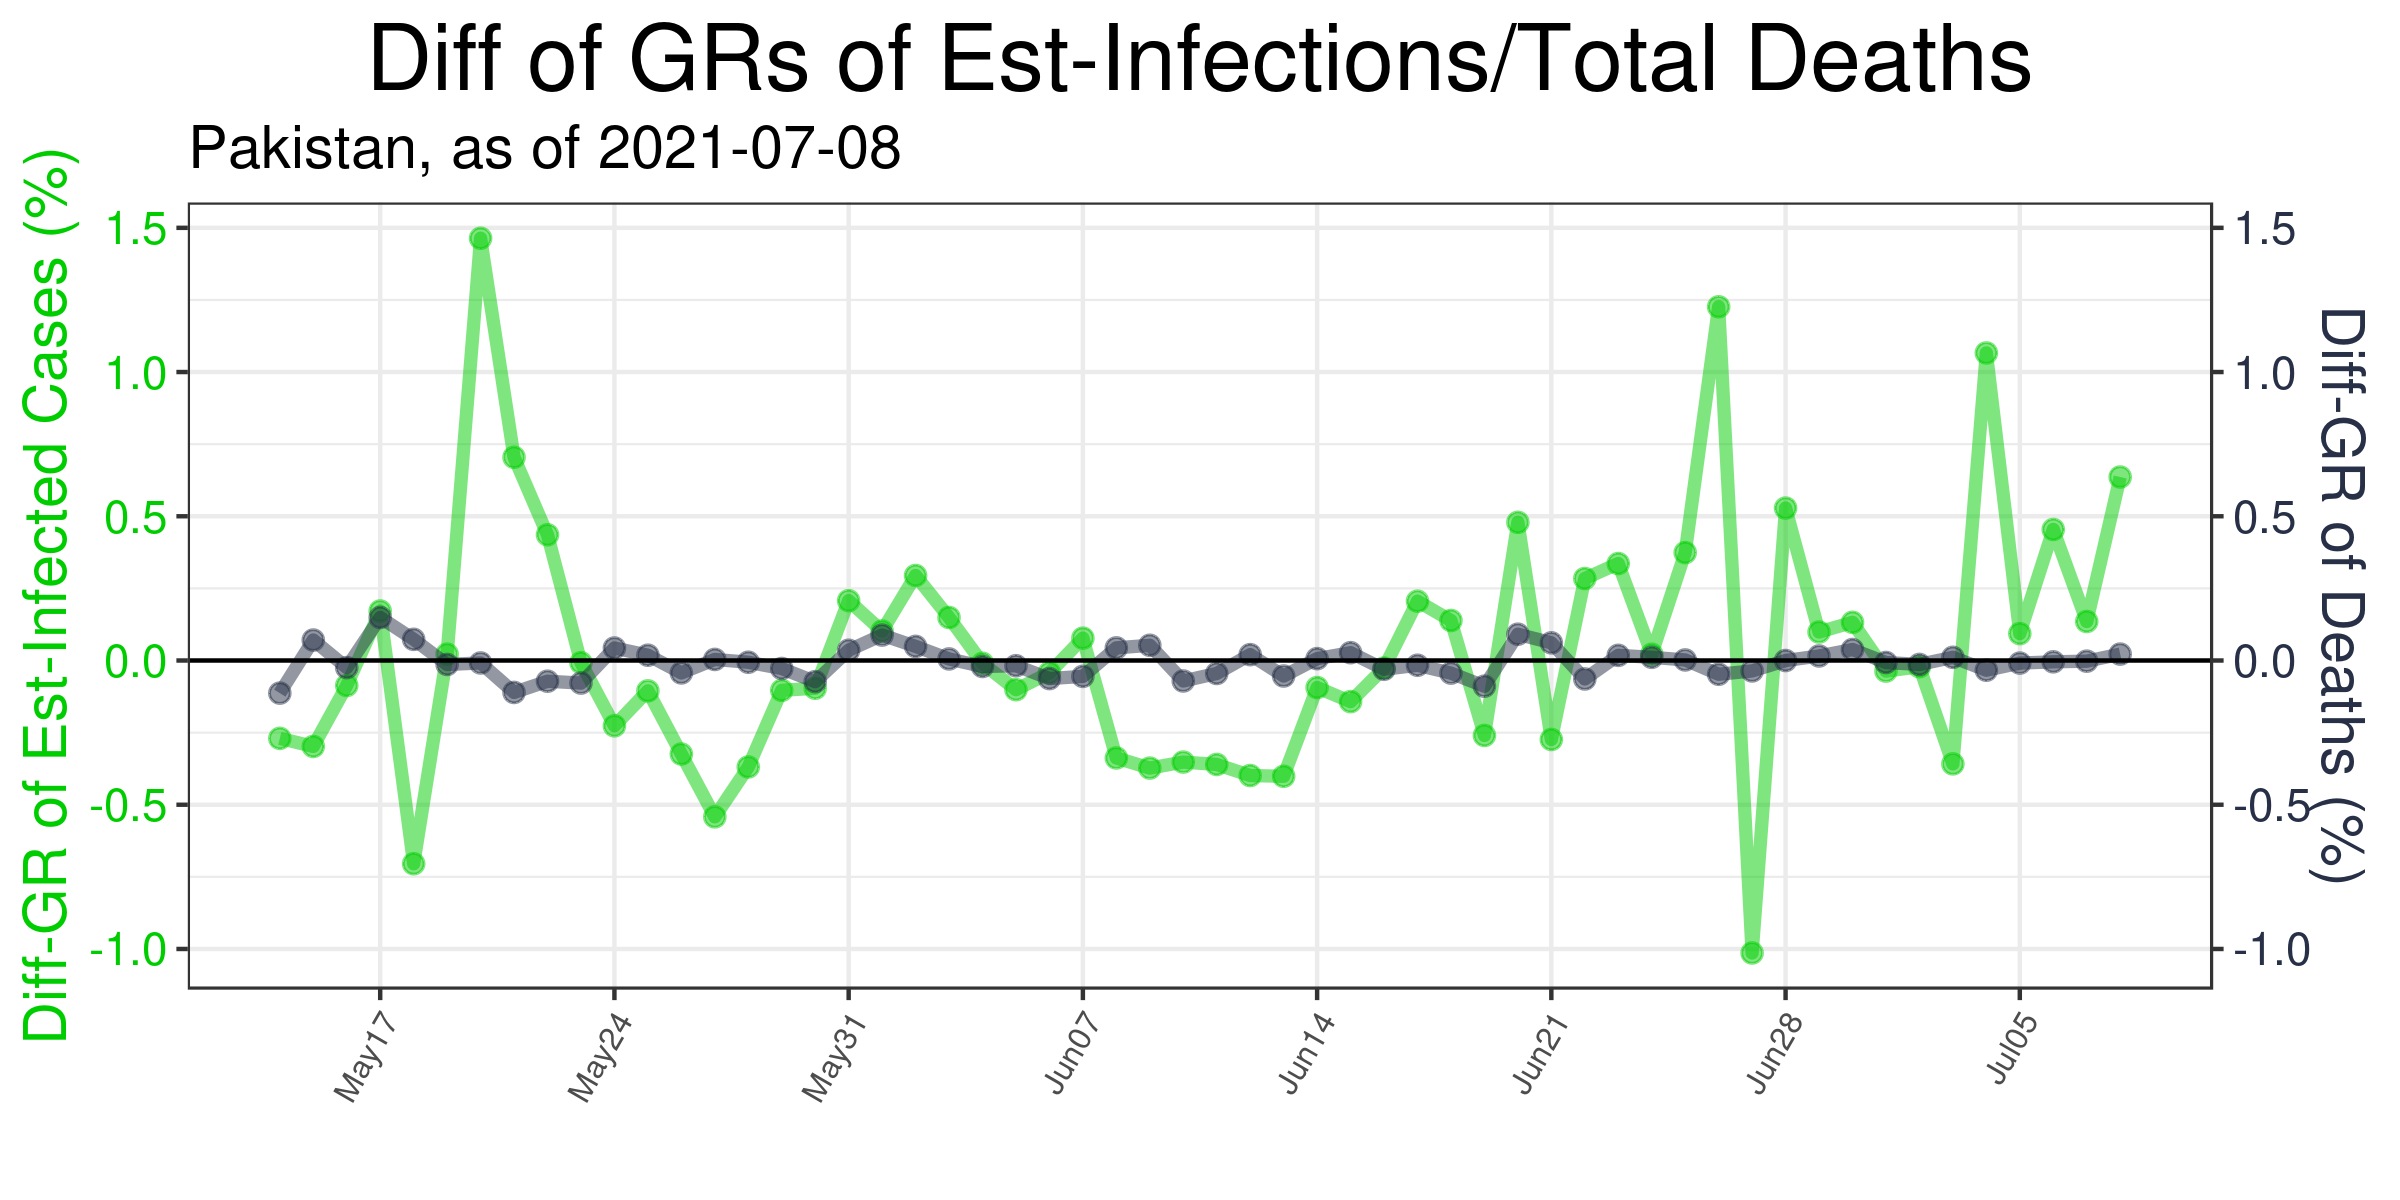 Diff of GRs of Est-Infections/Total Deaths
Pakistan, as of 2021-07-08
Diff-GR of Est-Infected Cases (%)
1.5
1.0
0.5
0.0
-0.5
-1.0
1.5
1.0
0.5
0.0
-0.5
-1.0
Diff-GR of Deaths (%)
May17
May24
May31
Jun07
Jun14
Jun21
Jun28
Jul05